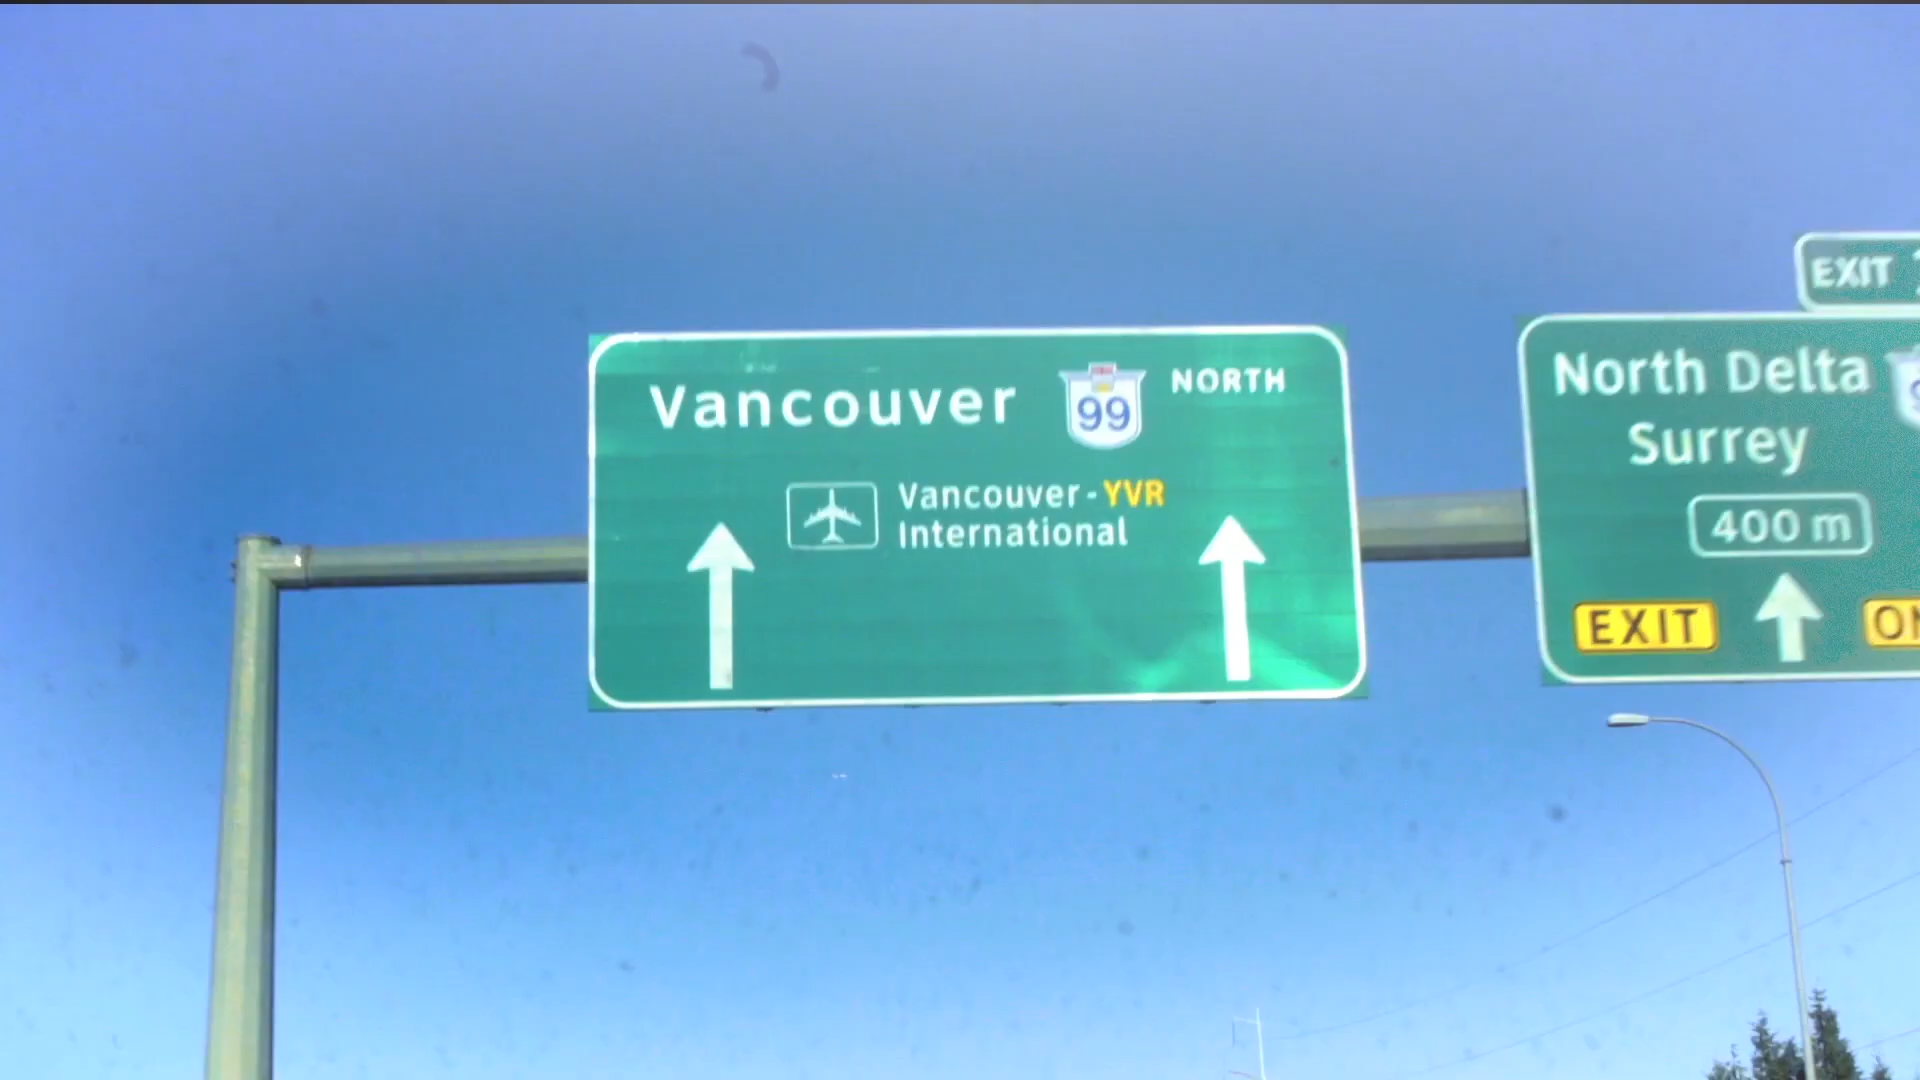 Vancouver 99 NORTH
Vancouver - YVR
International
EXIT
North Delta
Surrey
400 m
EXIT